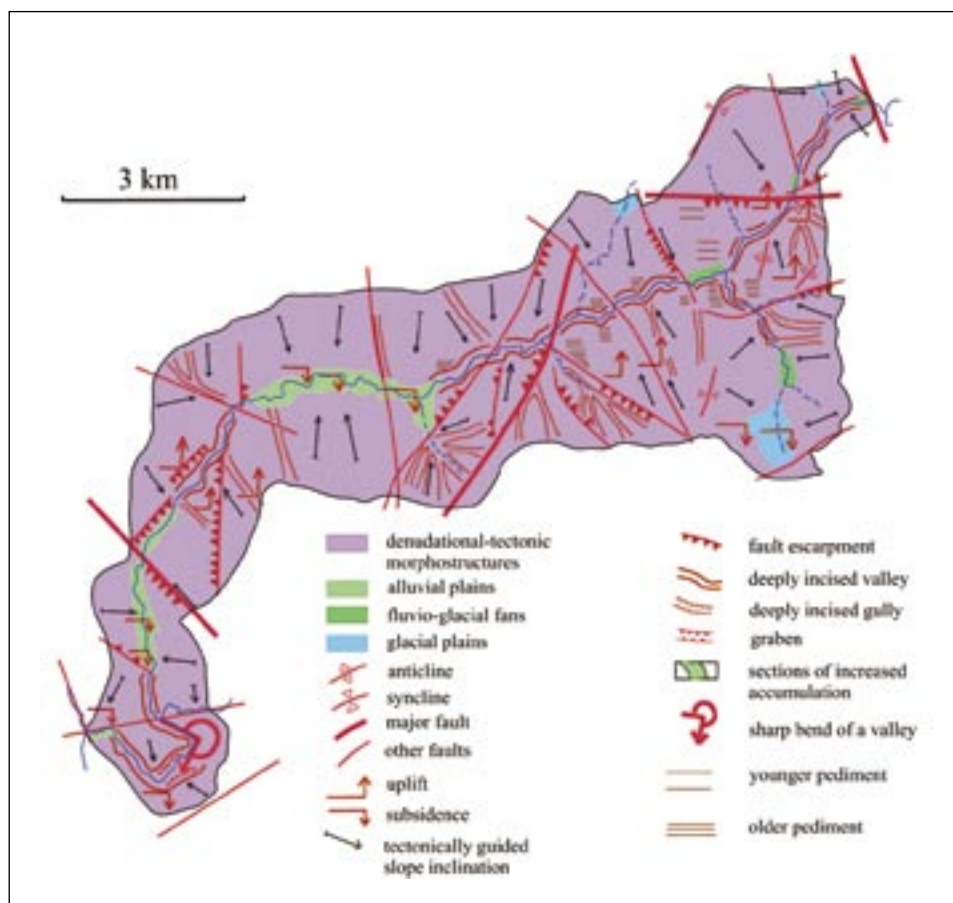 3 km
denudational-tectonic
morphostructures
alluvial plains
fluvio-glacial fans
glacial plains
anticline
syncline
major fault
other faults
uplift
subsidence
tectonically guided
slope inclination
fault escarpment
deeply incised valley
deeply incised gully
graben
sections of increased
accumulation
sharp bend of a valley
younger pediment
older pediment